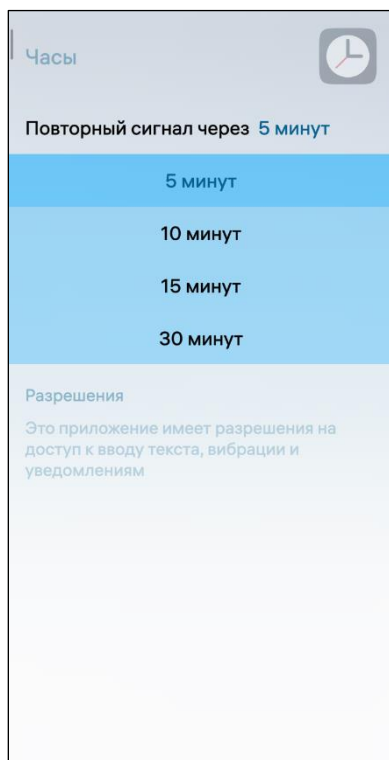 Часы
Повторный сигнал через 5 минут
5 минут
10 минут
15 минут
30 минут
Разрешения
Это приложение имеет разрешения на
доступ к вводу текста, вибрации и
уведомлениям